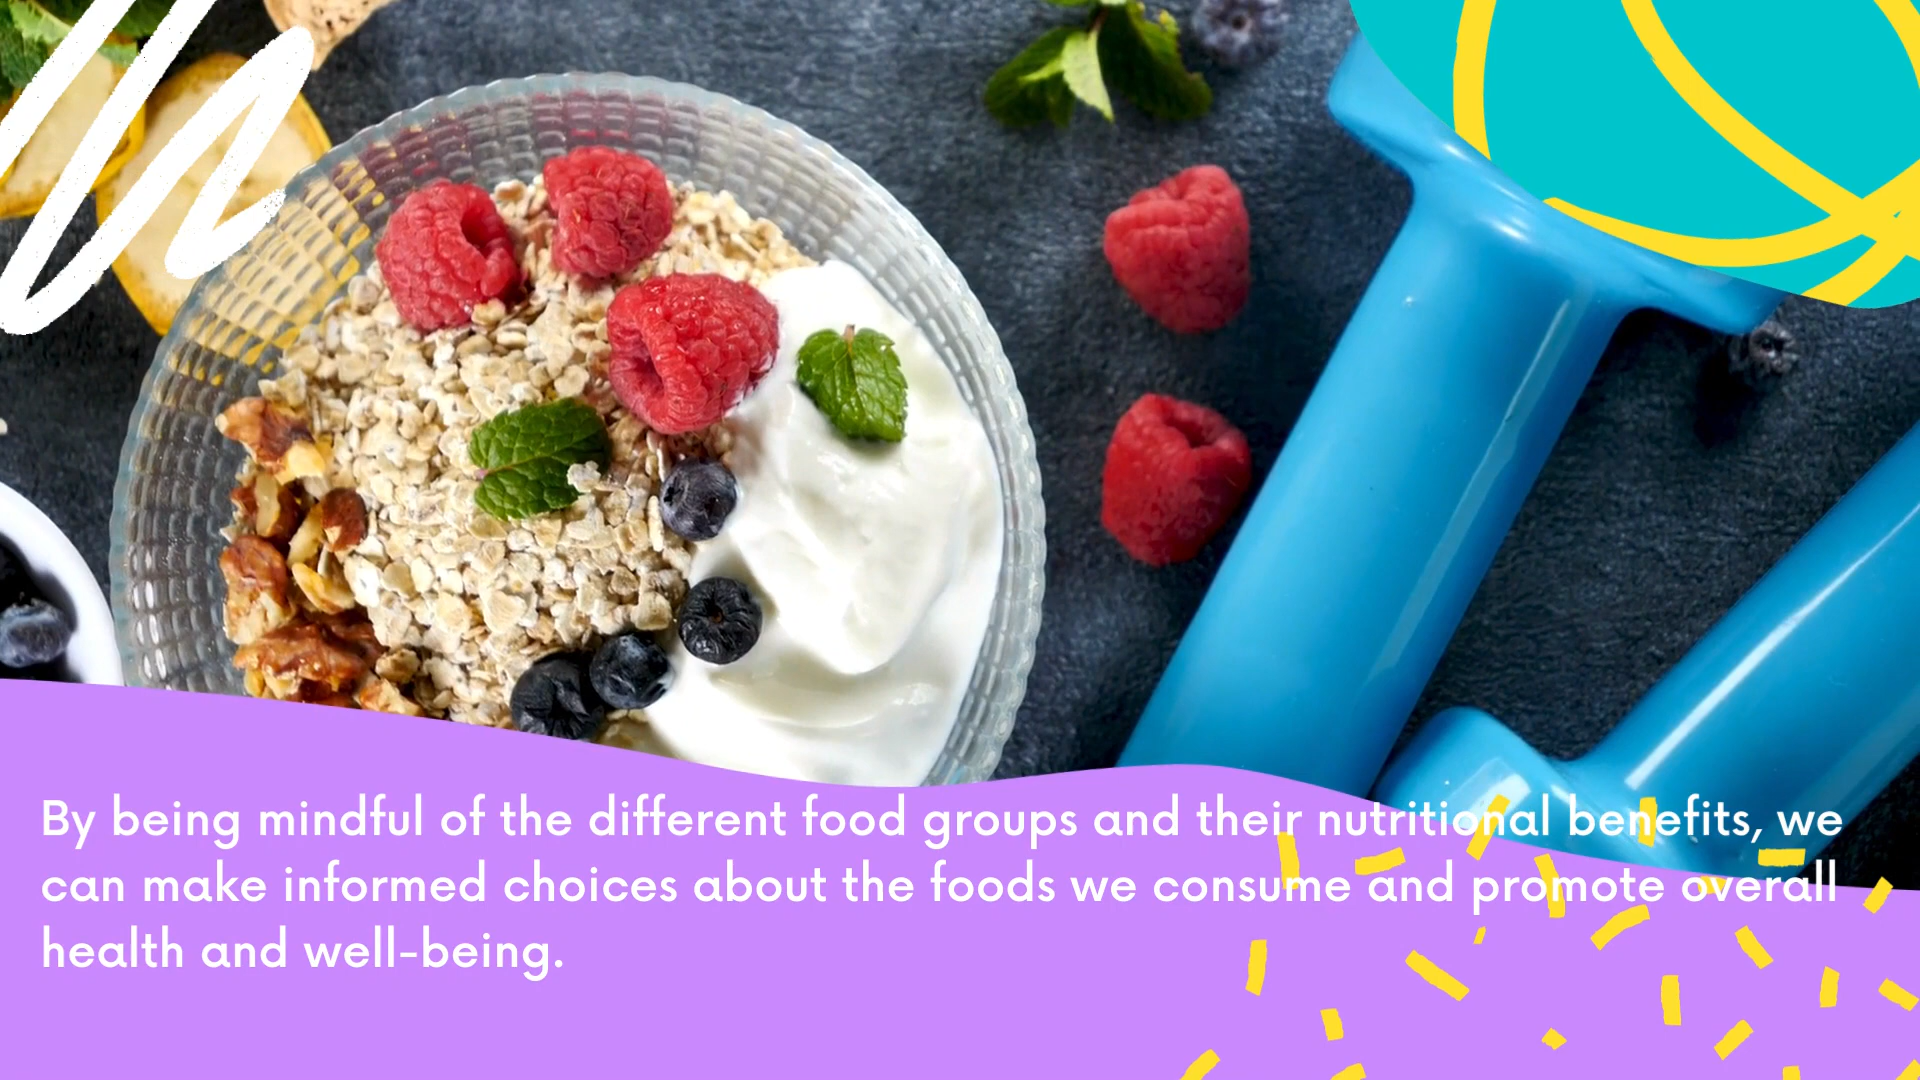 By being mindful of the different food groups and their nutritional benefits, we
can make informed choices about the foods we consume and promote overall
health and well-being.